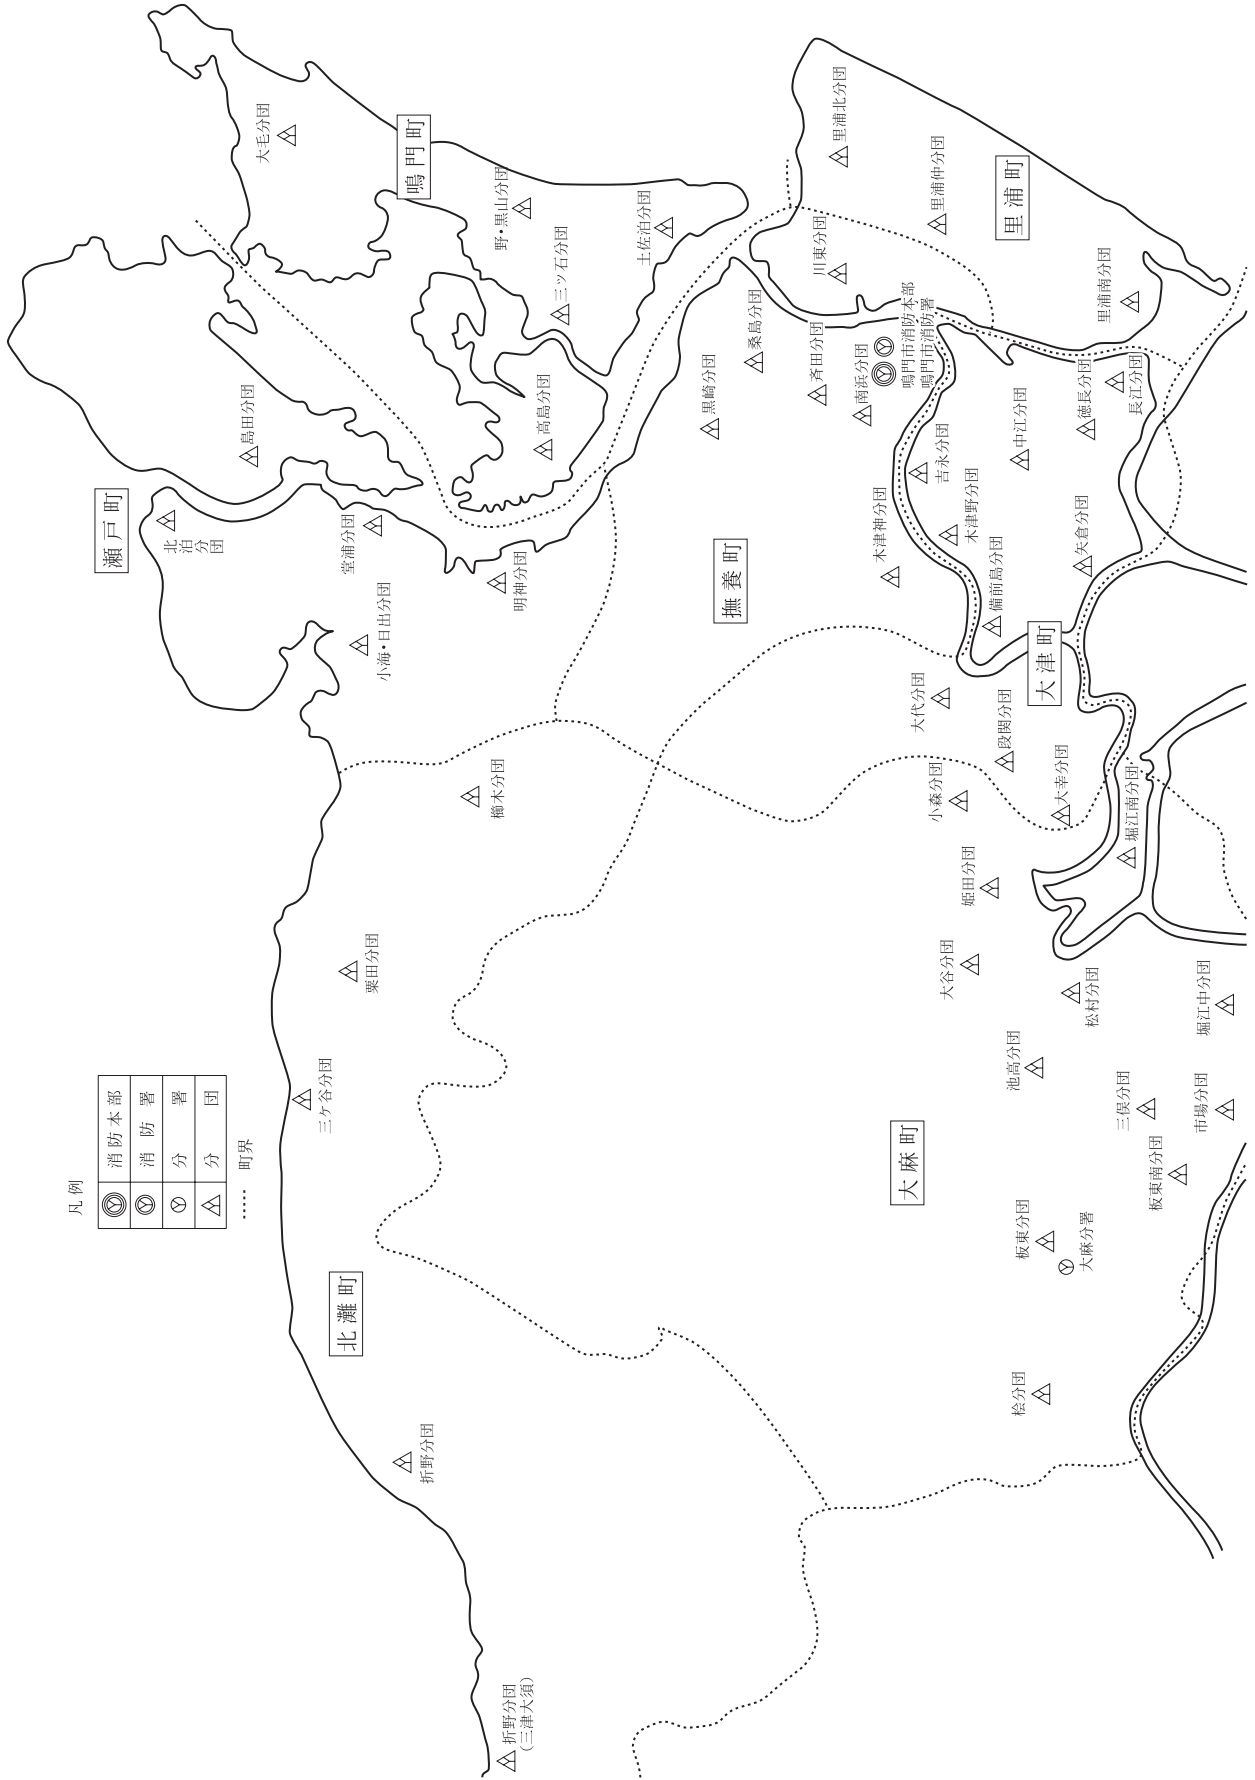 凡例
消防本部
消防署
分署
分団
町界
瀬戸町
鳴門町
里浦町
撫養町
大津町
大麻町
北灘町
大毛分団
野・黒山分団
三ッ石分団
土佐泊分団
高島分団
島田分団
北泊分団
堂浦分団
小海・日出分団
明神分団
櫛木分団
粟田分団
三ケ谷分団
折野分団
折野分団
(三津大須)
里浦北分団
里浦仲分団
里浦南分団
川東分団
桑島分団
斉田分団
南浜分団
黒崎分団
鳴門市消防本部
鳴門市消防署
吉永分団
木津野分団
木津神分団
備前島分団
中江分団
徳長分団
長江分団
矢倉分団
大代分団
段関分団
大幸分団
小森分団
姫田分団
大谷分団
堀江南分団
松村分団
堀江中分団
池高分団
三俣分団
市場分団
板東南分団
板東分団
大麻分署
桧分団